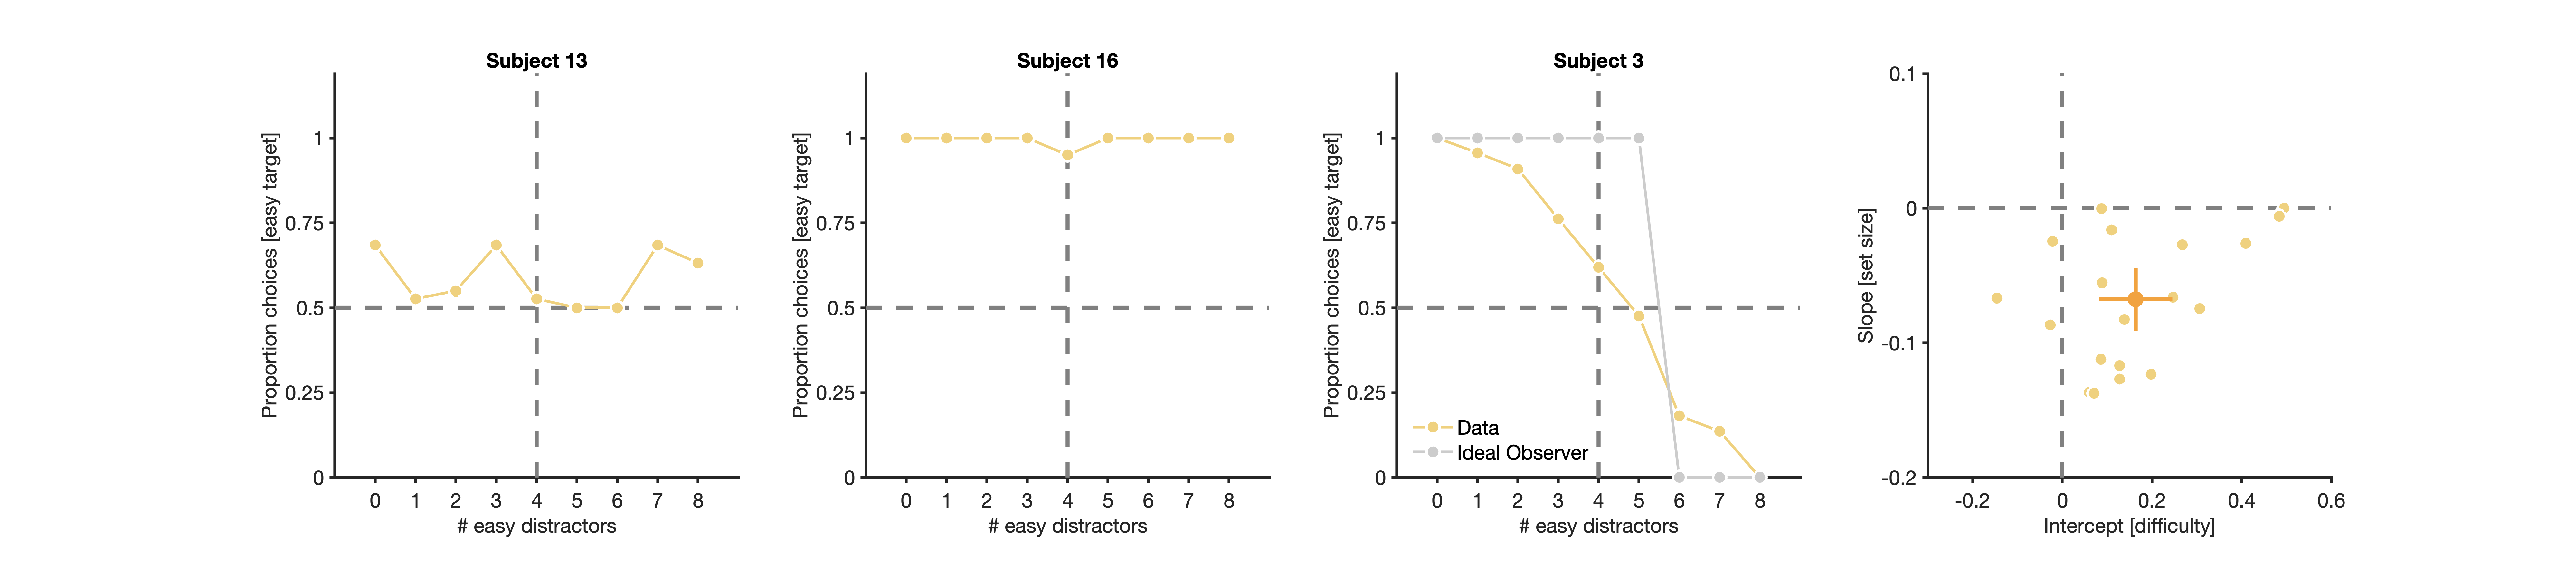 Subject 13
Proportion choices [easy target]
1
0.75
0.5
0.25
0
0 1 2 3 4 5 6 7 8
# easy distractors
Subject 16
Proportion choices [easy target]
1
0.75
0.5
0.25
0
0 1 2 3 4 5 6 7 8
# easy distractors
Subject 3
Proportion choices [easy target]
1
0.75
0.5
0.25
0
Data
Ideal Observer
0 1 2 3 4 5 6 7 8
# easy distractors
Slope [set size]
0.1
0
-0.1
-0.2
-0.2 0 0.2 0.4 0.6
Intercept [difficulty]